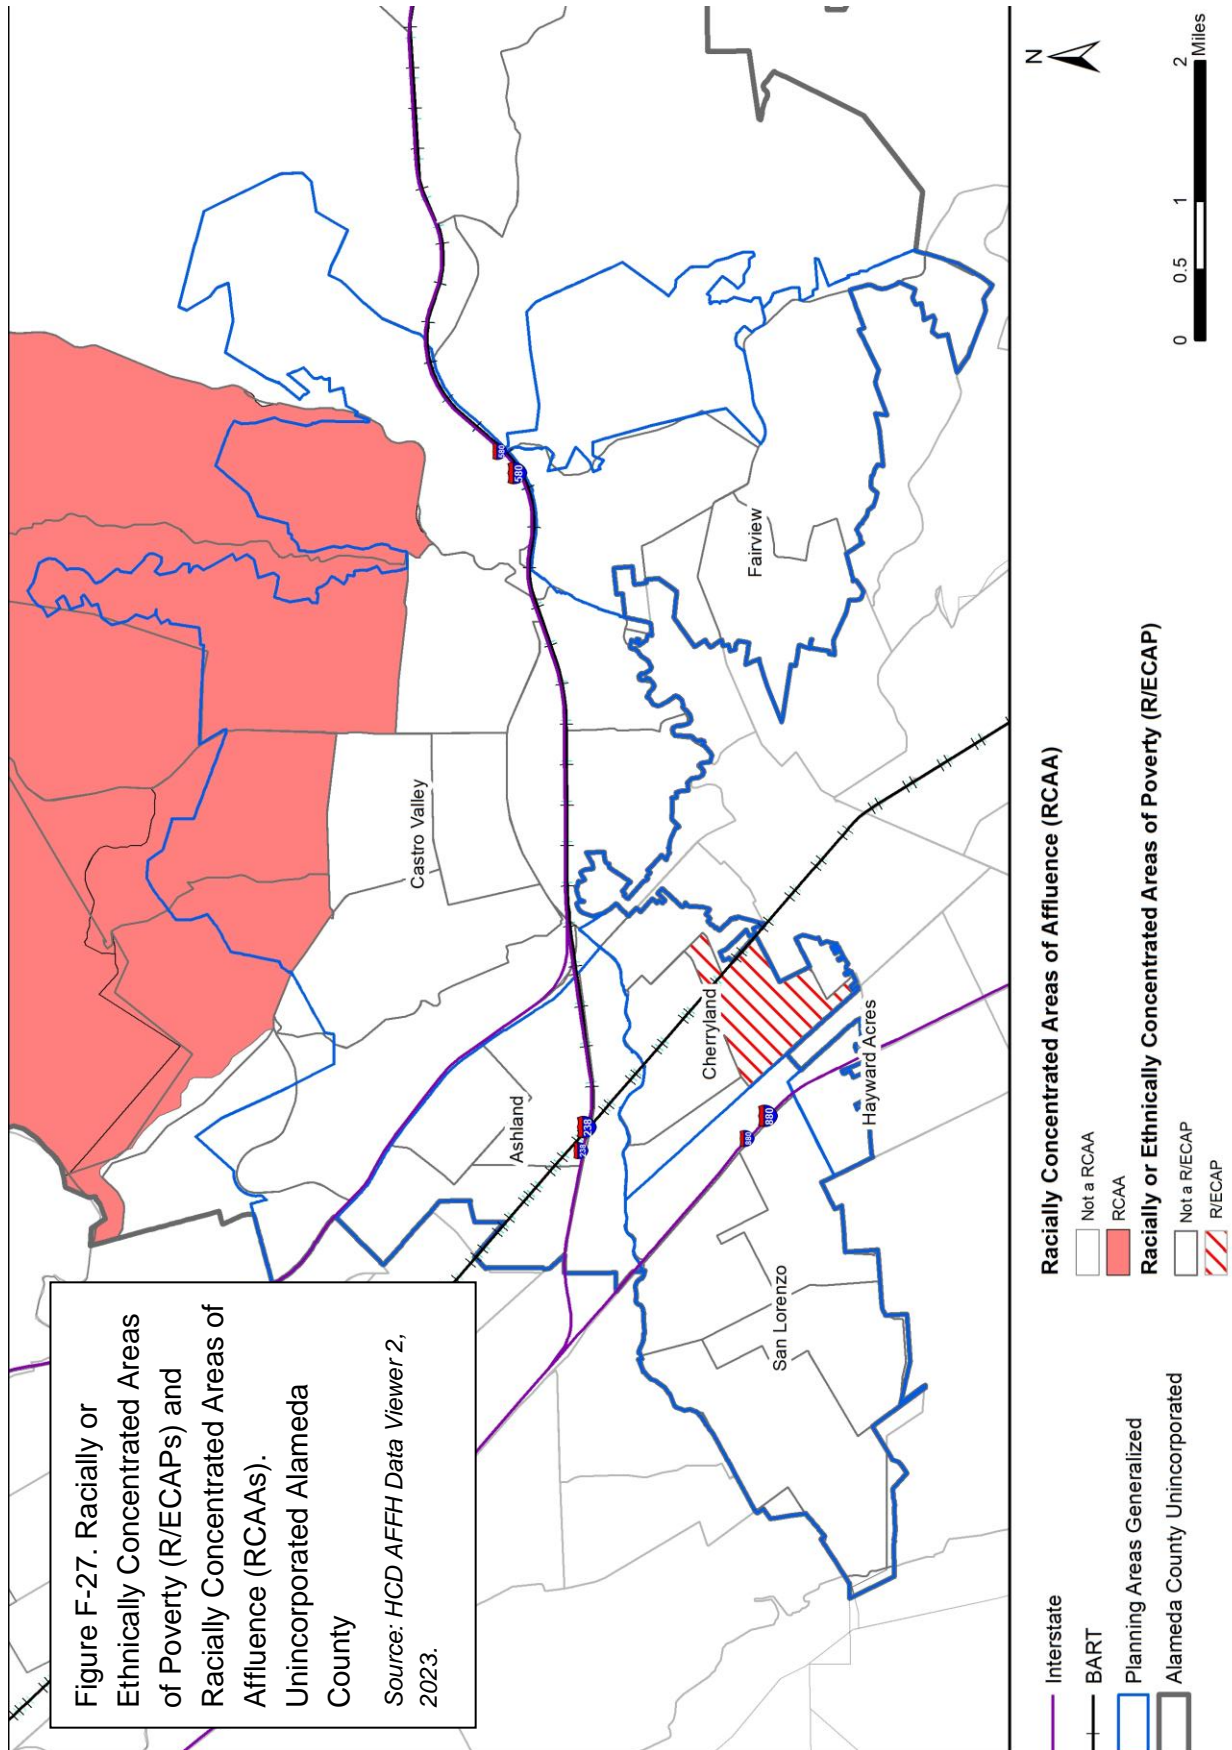 Figure F-27. Racially or
Ethnically Concentrated Areas
of Poverty (R/ECAPs) and
Racially Concentrated Areas of
Affluence (RCAAs).
Unincorporated Alameda
County
Source: HCD AFFH Data Viewer 2,
2023.
Castro Valley
Ashland
Cherryland
Fairview
Hayward Acres
San Lorenzo
580
580
238
238
880
880
Interstate
BART
Planning Areas Generalized
Alameda County Unincorporated
Racially Concentrated Areas of Affluence (RCAA)
Not a RCAA
RCAA
Racially or Ethnically Concentrated Areas of Poverty (R/ECAP)
Not a R/ECAP
R/ECAP
N
0 0.5 1 2
Miles